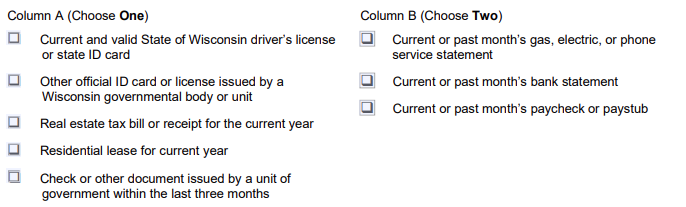 Column A (Choose One)
Current and valid State of Wisconsin driver's license
or state ID card
Other official ID card or license issued by a
Wisconsin governmental body or unit
Real estate tax bill or receipt for the current year
Residential lease for current year
Check or other document issued by a unit of
government within the last three months
Column B (Choose Two)
Current or past month's gas, electric, or phone
service statement
Current or past month's bank statement
Current or past month's paycheck or paystub